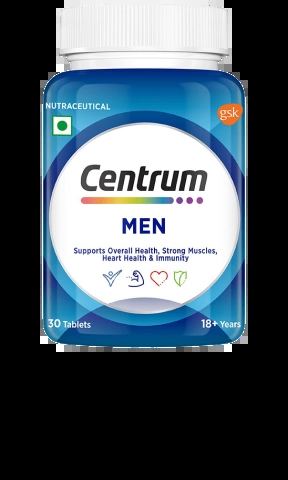 NUTRACEUTICAL
gsk
Centrum
MEN
Supports Overall Health, Strong Muscles,
Heart Health & Immunity
30 Tablets
18+ Years